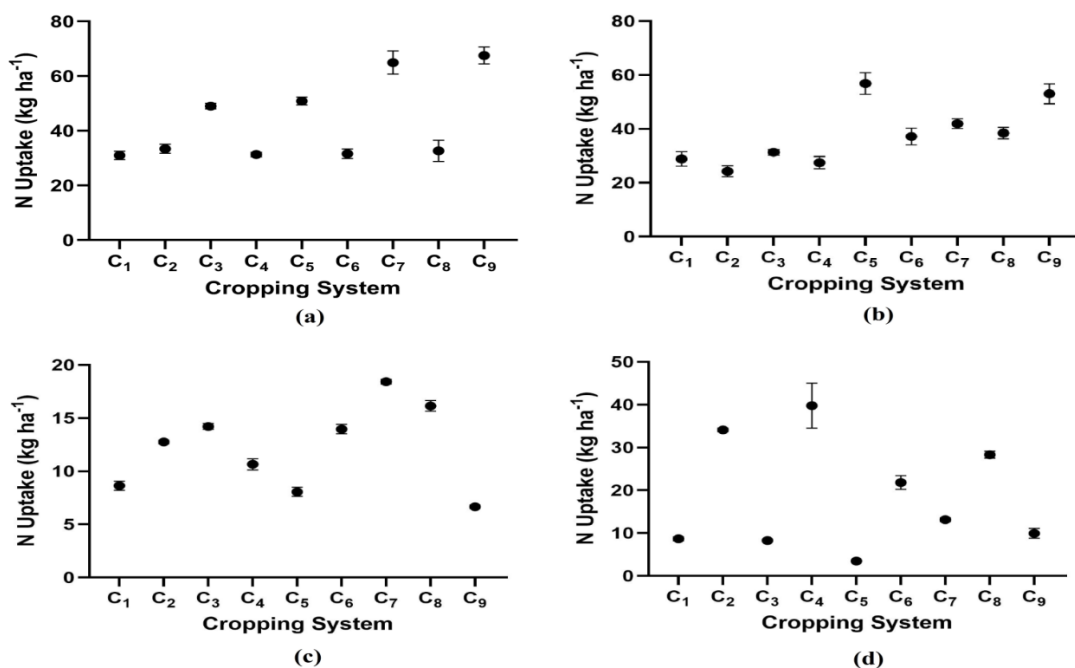 80
60
40
20
0
N Uptake (kg ha⁻¹)
C₁ C₂ C₃ C₄ C₅ C₆ C₇ C₈ C₉
Cropping System
(a)
80
60
40
20
0
N Uptake (kg ha⁻¹)
C₁ C₂ C₃ C₄ C₅ C₆ C₇ C₈ C₉
Cropping System
(b)
20
15
10
5
0
N Uptake (kg ha⁻¹)
C₁ C₂ C₃ C₄ C₅ C₆ C₇ C₈ C₉
Cropping System
(c)
50
40
30
20
10
0
N Uptake (kg ha⁻¹)
C₁ C₂ C₃ C₄ C₅ C₆ C₇ C₈ C₉
Cropping System
(d)